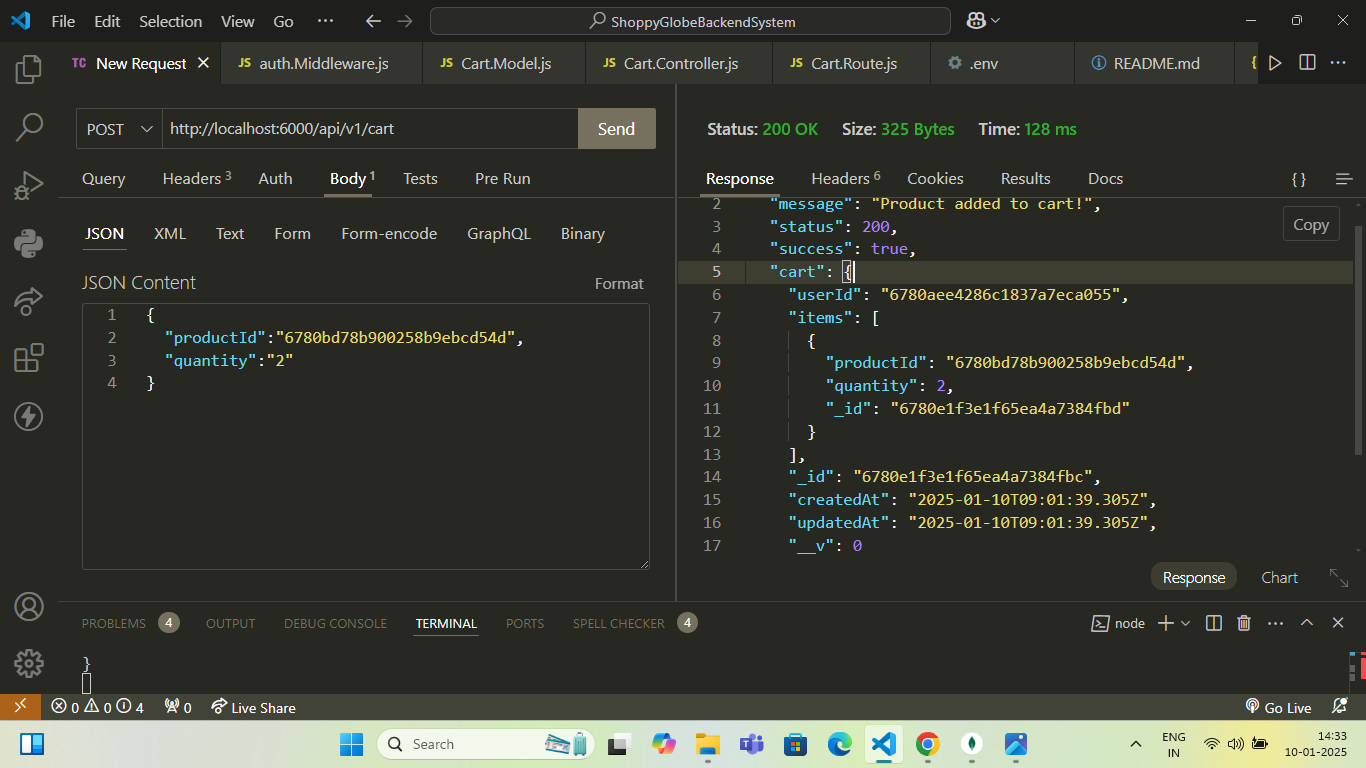 File Edit Selection View Go ··· ShoppyGlobeBackendSystem
TC New Request JS auth.Middleware.js JS Cart.Model.js JS Cart.Controller.js JS Cart.Route.js .env README.md {
POST http://localhost:6000/api/v1/cart Send
Query Headers 3 Auth Body 1 Tests Pre Run
JSON XML Text Form Form-encode GraphQL Binary
JSON Content Format
1 {
2 "productId":"6780bd78b900258b9ebcd54d",
3 "quantity":"2"
4 }
Status: 200 OK Size: 325 Bytes Time: 128 ms
Response Headers 6 Cookies Results Docs {}
Copy
2 "message": "Product added to cart!",
3 "status": 200,
4 "success": true,
5 "cart": {
6 "userId": "6780aee4286c1837a7eca055",
7 "items": [
8 {
9 "productId": "6780bd78b900258b9ebcd54d",
10 "quantity": 2,
11 "_id": "6780e1f3e1f65ea4a7384fbd"
12 }
13 ],
14 "_id": "6780e1f3e1f65ea4a7384fbc",
15 "createdAt": "2025-01-10T09:01:39.305Z",
16 "updatedAt": "2025-01-10T09:01:39.305Z",
17 "__v": 0
Response Chart
PROBLEMS 4 OUTPUT DEBUG CONSOLE TERMINAL PORTS SPELL CHECKER 4 node
}
0 0 4 0 Live Share Go Live
Search ENG IN 14:33 10-01-2025